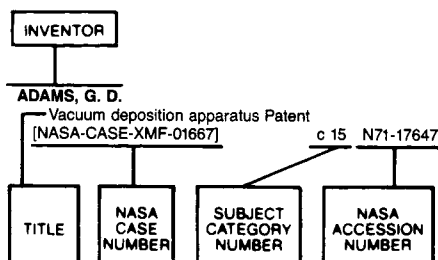 INVENTOR
ADAMS, G. D.
Vacuum deposition apparatus Patent
[NASA-CASE-XMF-01667] c 15 N71-17647
TITLE
NASA CASE NUMBER
SUBJECT CATEGORY NUMBER
NASA ACCESSION NUMBER